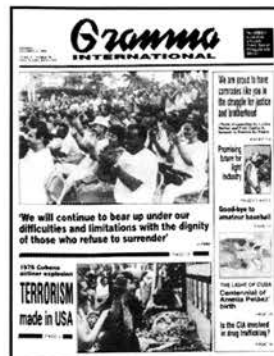 Granma
INTERNATIONAL
We are proud to have
comrades like you in
the struggle for justice
and brotherhood
Promising
future for
light
industry
Good-bye to
amateur baseball
'We will continue to bear up under our
difficulties and limitations with the dignity
of those who refuse to surrender'
1976 Cubana
airliner explosion
TERRORISM
made in USA
THE LIGHT OF CUBA
Centennial of
Amelia Peláez'
birth
Is the CIA involved
in drug trafficking?